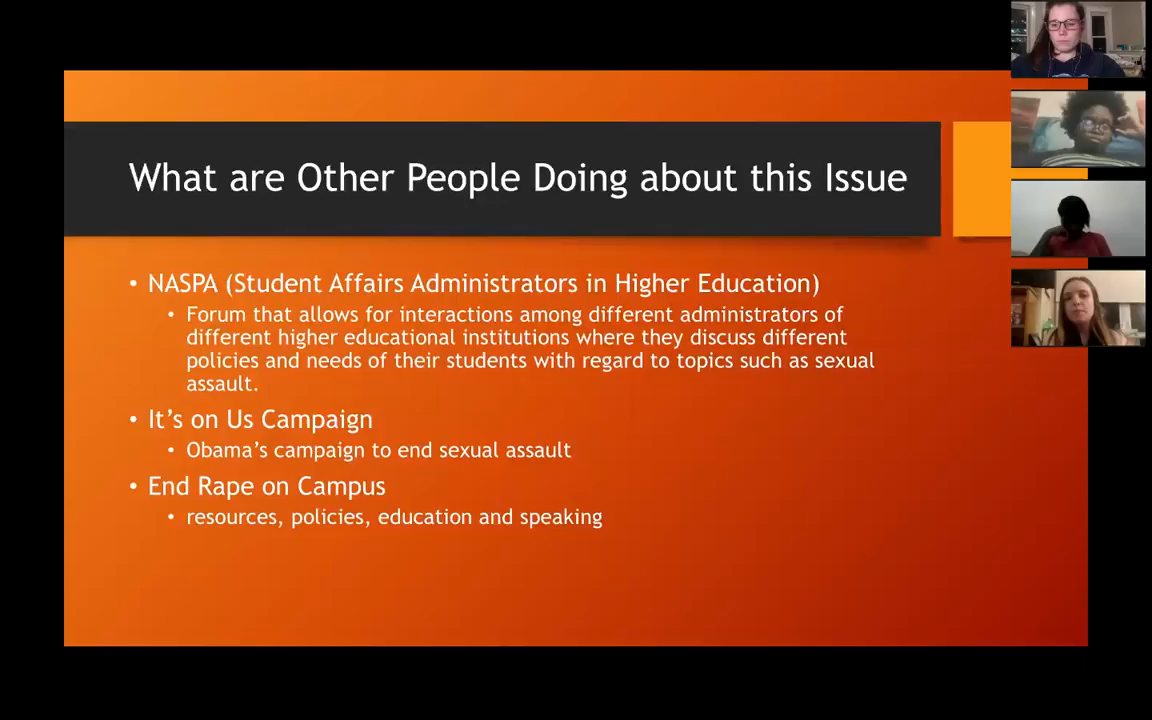 What are Other People Doing about this Issue
• NASPA (Student Affairs Administrators in Higher Education)
• Forum that allows for interactions among different administrators of
different higher educational institutions where they discuss different
policies and needs of their students with regard to topics such as sexual
assault.
• It’s on Us Campaign
• Obama’s campaign to end sexual assault
• End Rape on Campus
• resources, policies, education and speaking